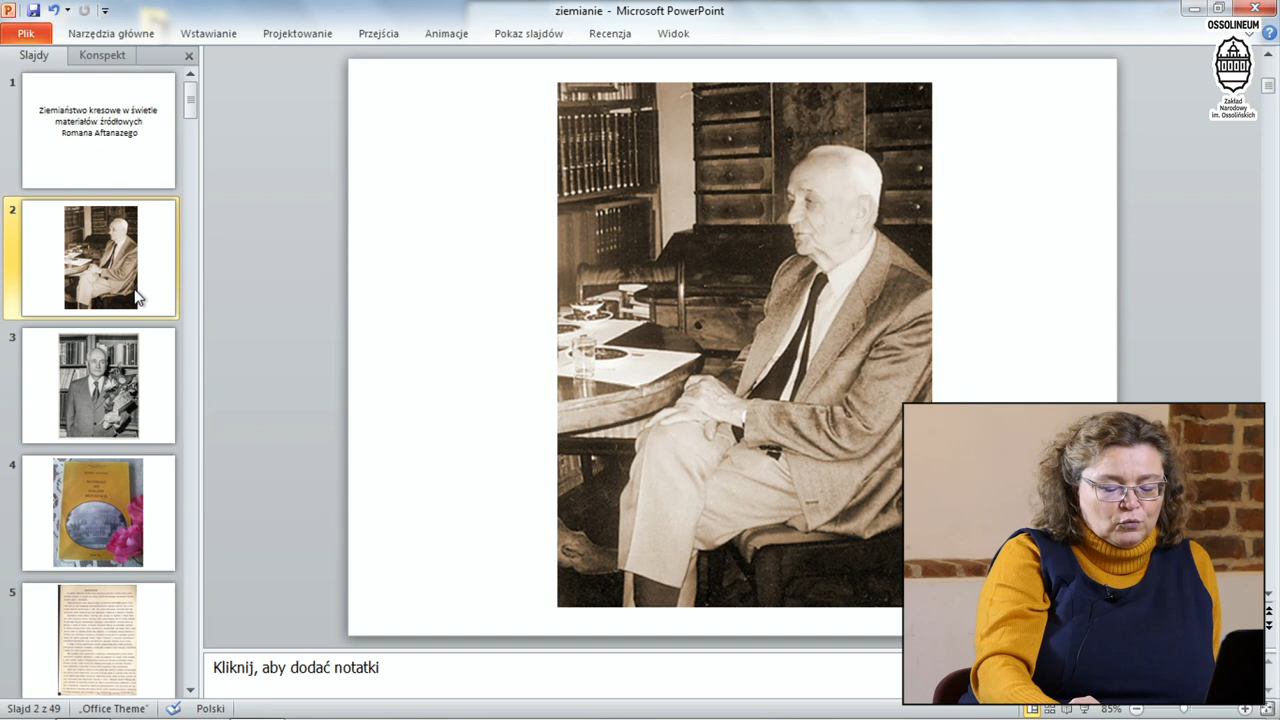 ziemianie - Microsoft PowerPoint
Plik
Narzędzia główne
Wstawianie
Projektowanie
Przejścia
Animacje
Pokaz slajdów
Recenzja
Widok
OSSOLINEUM
Zakład
Narodowy
im. Ossolińskich
Slajdy
Konspekt
1
Ziemiaństwo kresowe w świetle
materiałów źródłowych
Romana Aftanazego
2
3
4
5
Kliknij, aby dodać notatki
Slajd 2 z 49
„Office Theme”
Polski
85%